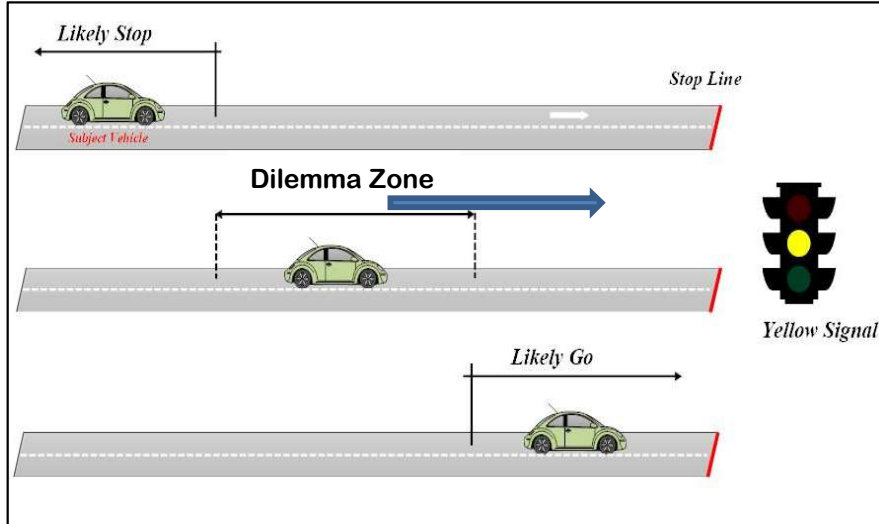 Likely Stop
Stop Line
Subject Vehicle
Dilemma Zone
Yellow Signal
Likely Go